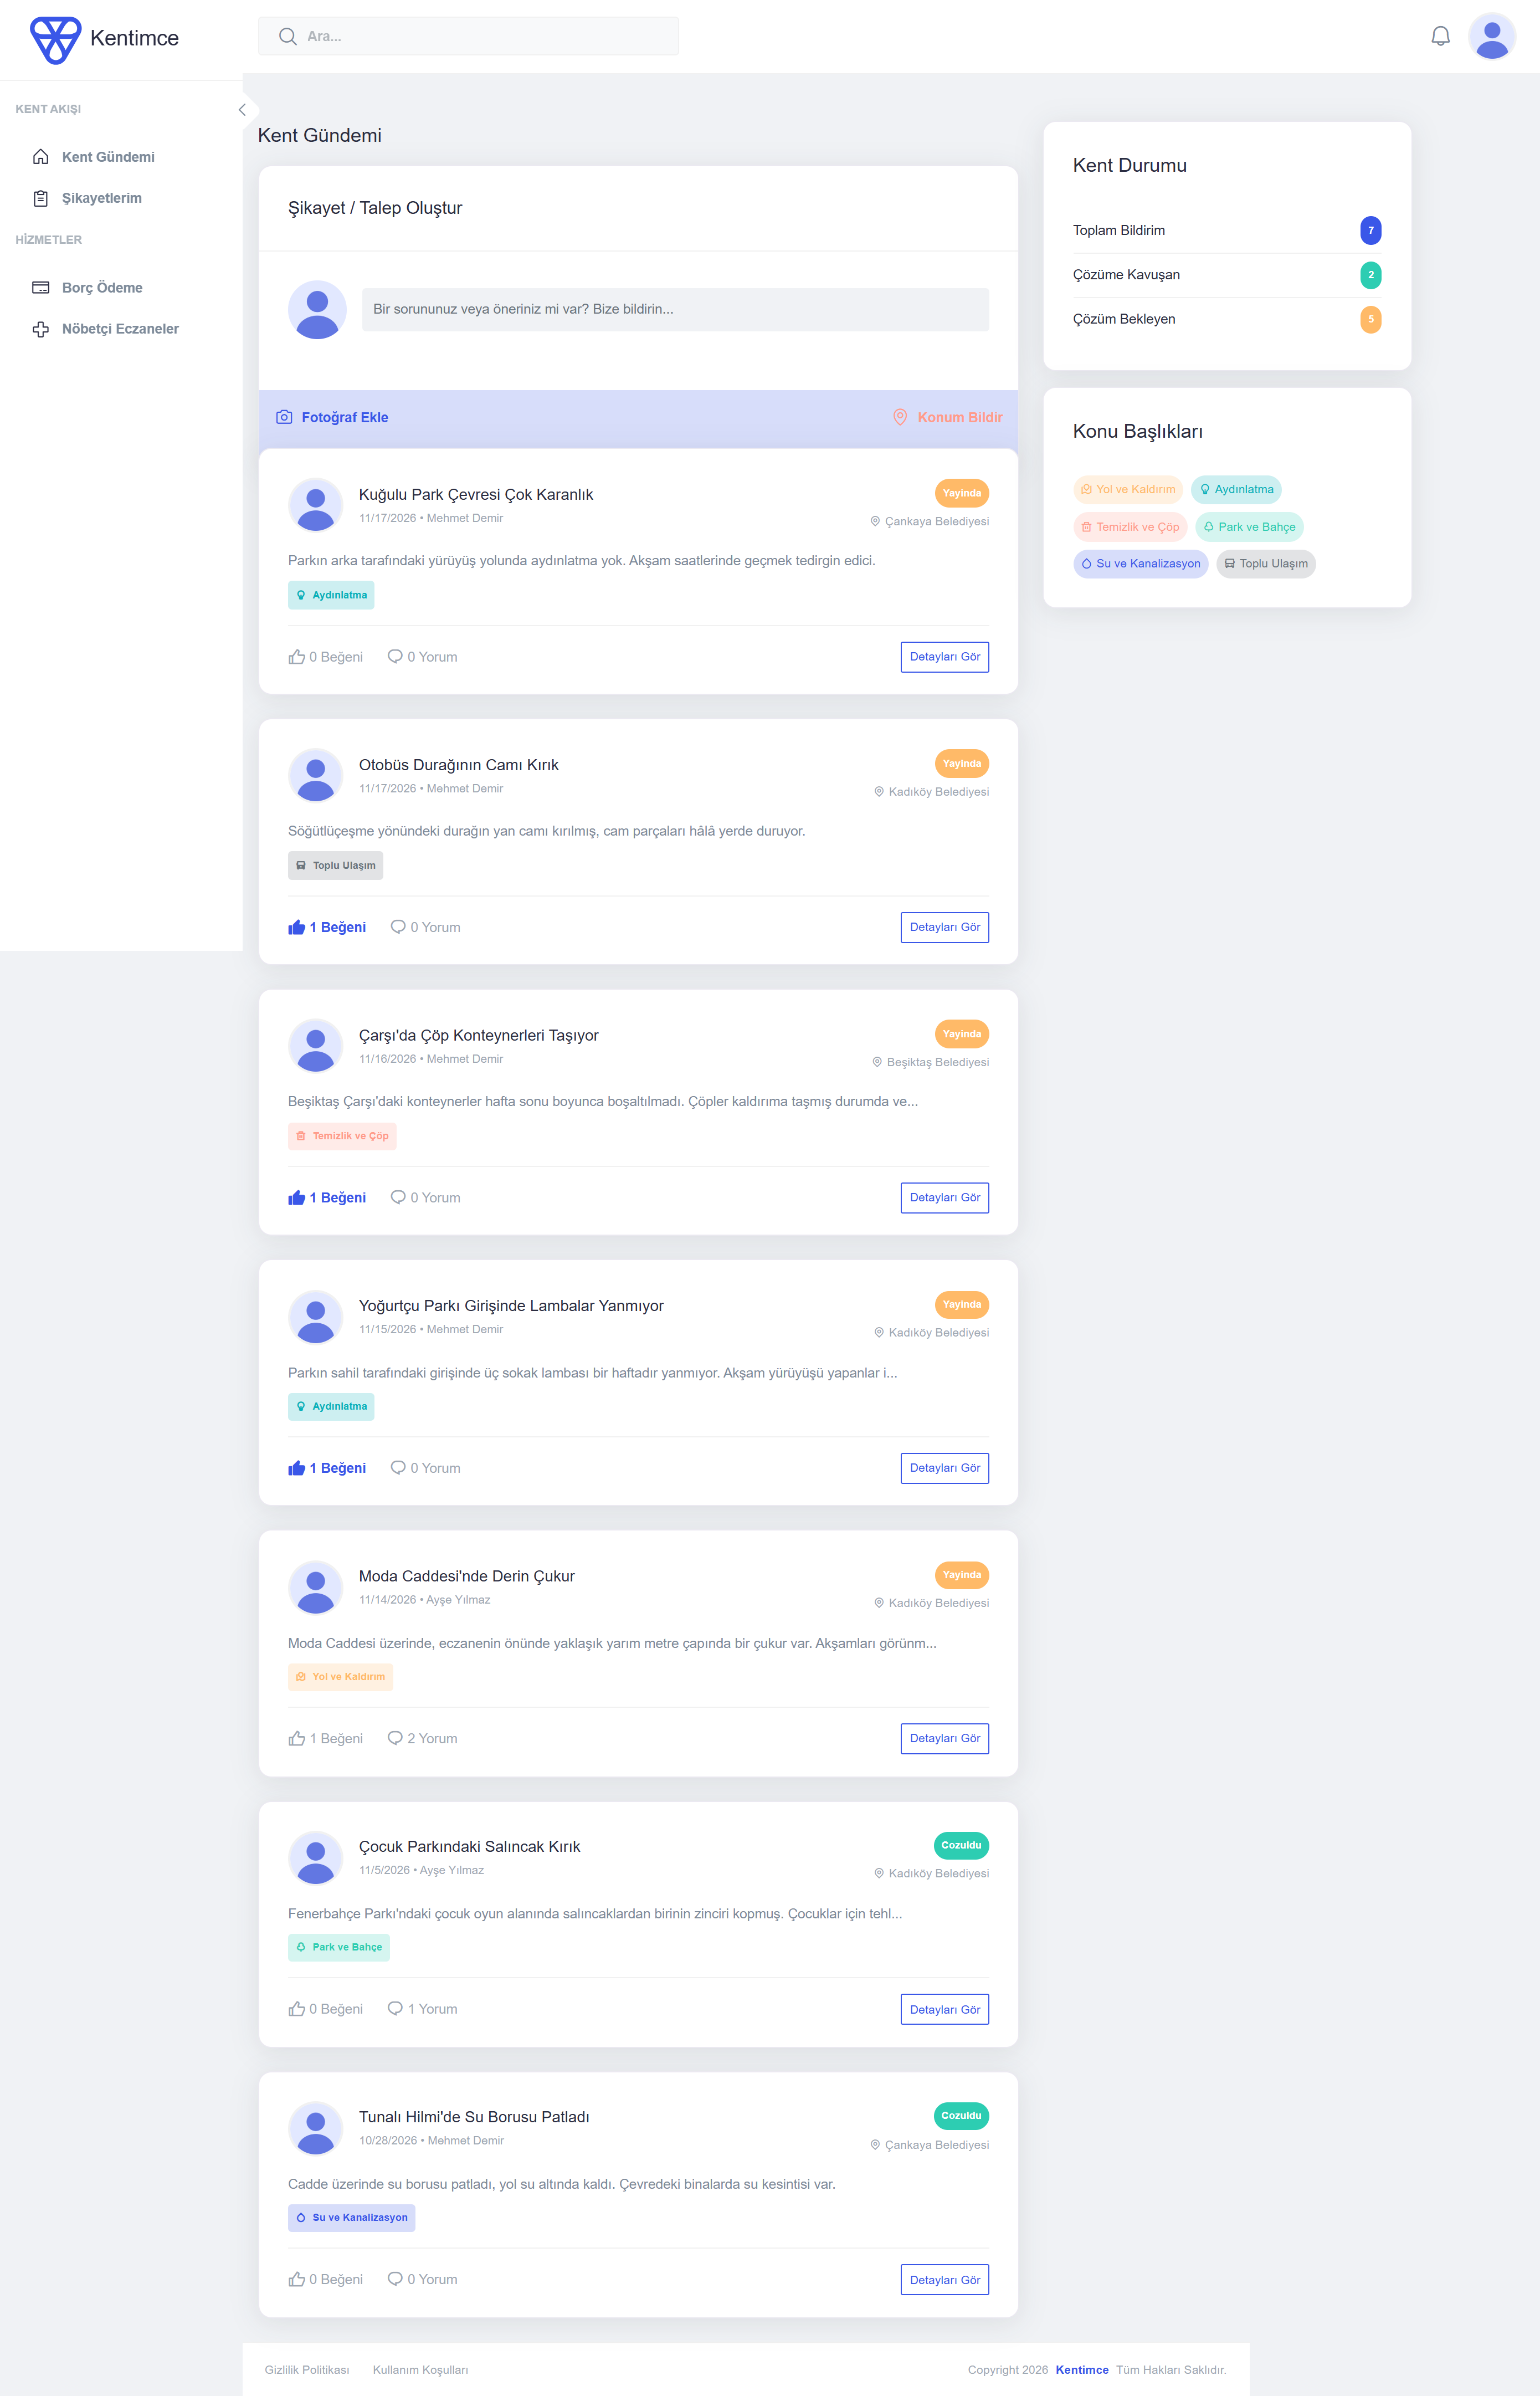 Kentimce
Ara...
KENT AKIŞI
Kent Gündemi
Şikayetlerim
HİZMETLER
Borç Ödeme
Nöbetçi Eczaneler
Kent Gündemi
Şikayet / Talep Oluştur
Bir sorununuz veya öneriniz mi var? Bize bildirin...
Fotoğraf Ekle
Konum Bildir
Kuğulu Park Çevresi Çok Karanlık
11/17/2026 • Mehmet Demir
Yayinda
Çankaya Belediyesi
Parkın arka tarafındaki yürüyüş yolunda aydınlatma yok. Akşam saatlerinde geçmek tedirgin edici.
Aydınlatma
0 Beğeni
0 Yorum
Detayları Gör
Otobüs Durağının Camı Kırık
11/17/2026 • Mehmet Demir
Yayinda
Kadıköy Belediyesi
Söğütlüçeşme yönündeki durağın yan camı kırılmış, cam parçaları hâlâ yerde duruyor.
Toplu Ulaşım
1 Beğeni
0 Yorum
Detayları Gör
Çarşı'da Çöp Konteynerleri Taşıyor
11/16/2026 • Mehmet Demir
Yayinda
Beşiktaş Belediyesi
Beşiktaş Çarşı'daki konteynerler hafta sonu boyunca boşaltılmadı. Çöpler kaldırıma taşmış durumda ve...
Temizlik ve Çöp
1 Beğeni
0 Yorum
Detayları Gör
Yoğurtçu Parkı Girişinde Lambalar Yanmıyor
11/15/2026 • Mehmet Demir
Yayinda
Kadıköy Belediyesi
Parkın sahil tarafındaki girişinde üç sokak lambası bir haftadır yanmıyor. Akşam yürüyüşü yapanlar i...
Aydınlatma
1 Beğeni
0 Yorum
Detayları Gör
Moda Caddesi'nde Derin Çukur
11/14/2026 • Ayşe Yılmaz
Yayinda
Kadıköy Belediyesi
Moda Caddesi üzerinde, eczanenin önünde yaklaşık yarım metre çapında bir çukur var. Akşamları görünm...
Yol ve Kaldırım
1 Beğeni
2 Yorum
Detayları Gör
Çocuk Parkındaki Salıncak Kırık
11/5/2026 • Ayşe Yılmaz
Cozuldu
Kadıköy Belediyesi
Fenerbahçe Parkı'ndaki çocuk oyun alanında salıncaklardan birinin zinciri kopmuş. Çocuklar için tehl...
Park ve Bahçe
0 Beğeni
1 Yorum
Detayları Gör
Tunalı Hilmi'de Su Borusu Patladı
10/28/2026 • Mehmet Demir
Cozuldu
Çankaya Belediyesi
Cadde üzerinde su borusu patladı, yol su altında kaldı. Çevredeki binalarda su kesintisi var.
Su ve Kanalizasyon
0 Beğeni
0 Yorum
Detayları Gör
Kent Durumu
Toplam Bildirim 7
Çözüme Kavuşan 2
Çözüm Bekleyen 5
Konu Başlıkları
Yol ve Kaldırım
Aydınlatma
Temizlik ve Çöp
Park ve Bahçe
Su ve Kanalizasyon
Toplu Ulaşım
Gizlilik Politikası
Kullanım Koşulları
Copyright 2026 Kentimce Tüm Hakları Saklıdır.